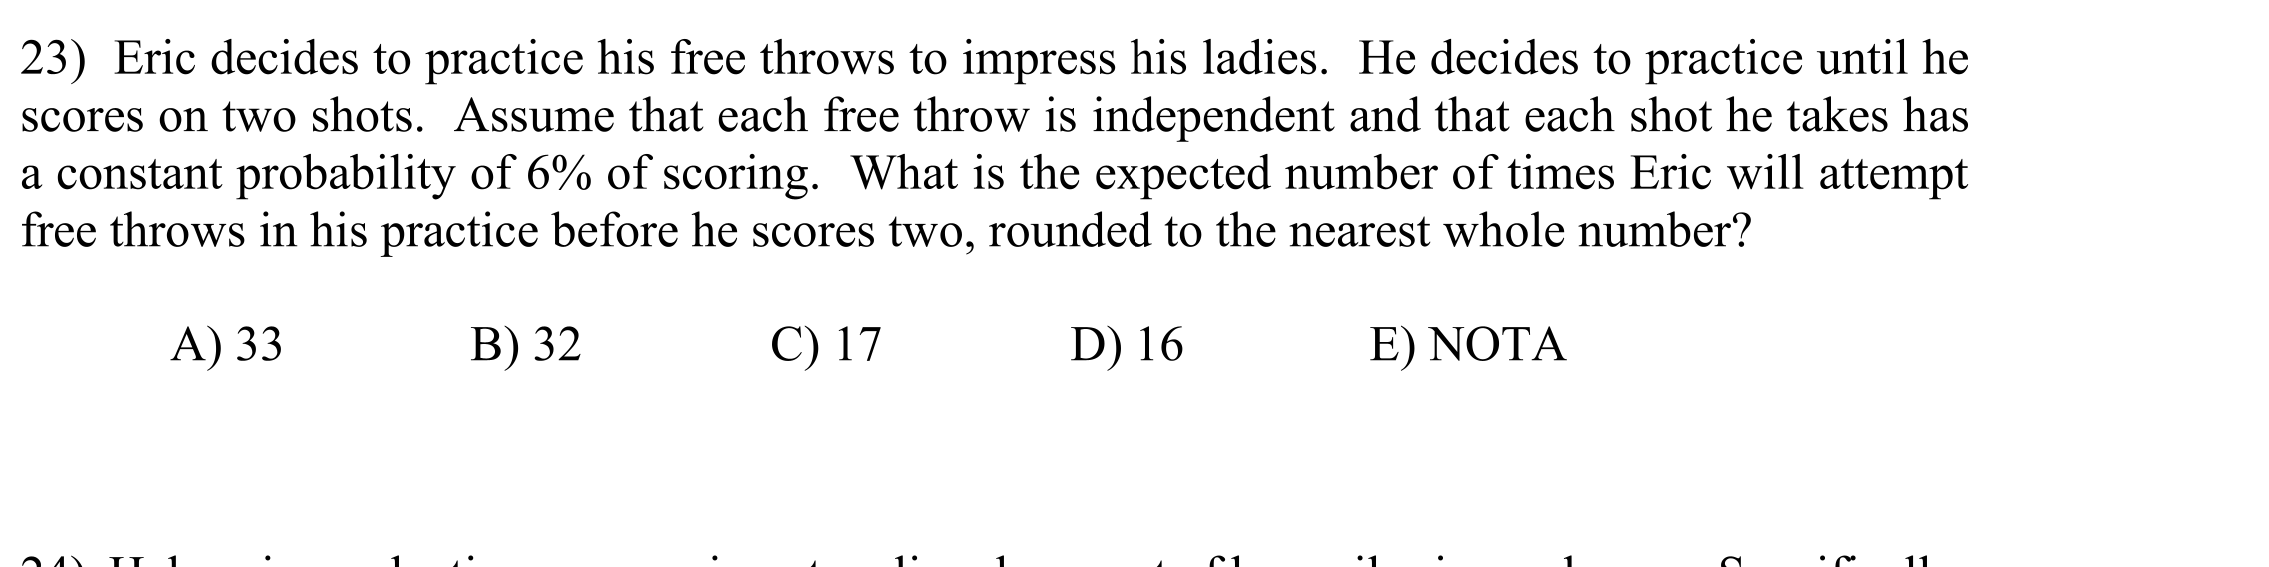 23) Eric decides to practice his free throws to impress his ladies. He decides to practice until he
scores on two shots. Assume that each free throw is independent and that each shot he takes has
a constant probability of 6% of scoring. What is the expected number of times Eric will attempt
free throws in his practice before he scores two, rounded to the nearest whole number?
A) 33 B) 32 C) 17 D) 16 E) NOTA